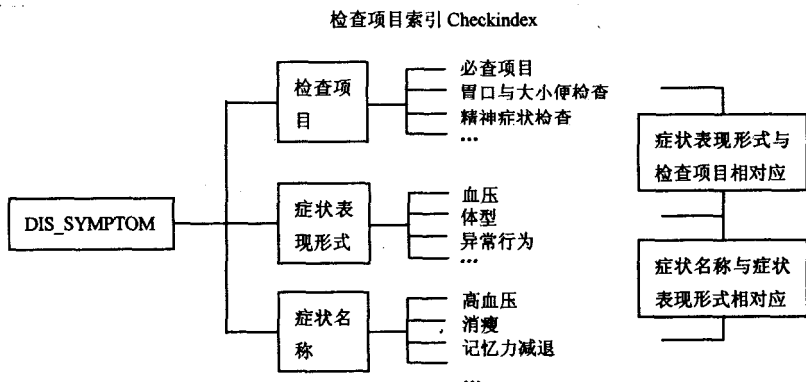 检查项目索引 Checkindex
检查项
目
必查项目
胃口与大小便检查
精神症状检查
…
DIS_SYMPTOM
症状表
现形式
血压
体型
异常行为
…
症状名
称
高血压
消瘦
记忆力减退
…
症状表现形式与
检查项目相对应
症状名称与症状
表现形式相对应